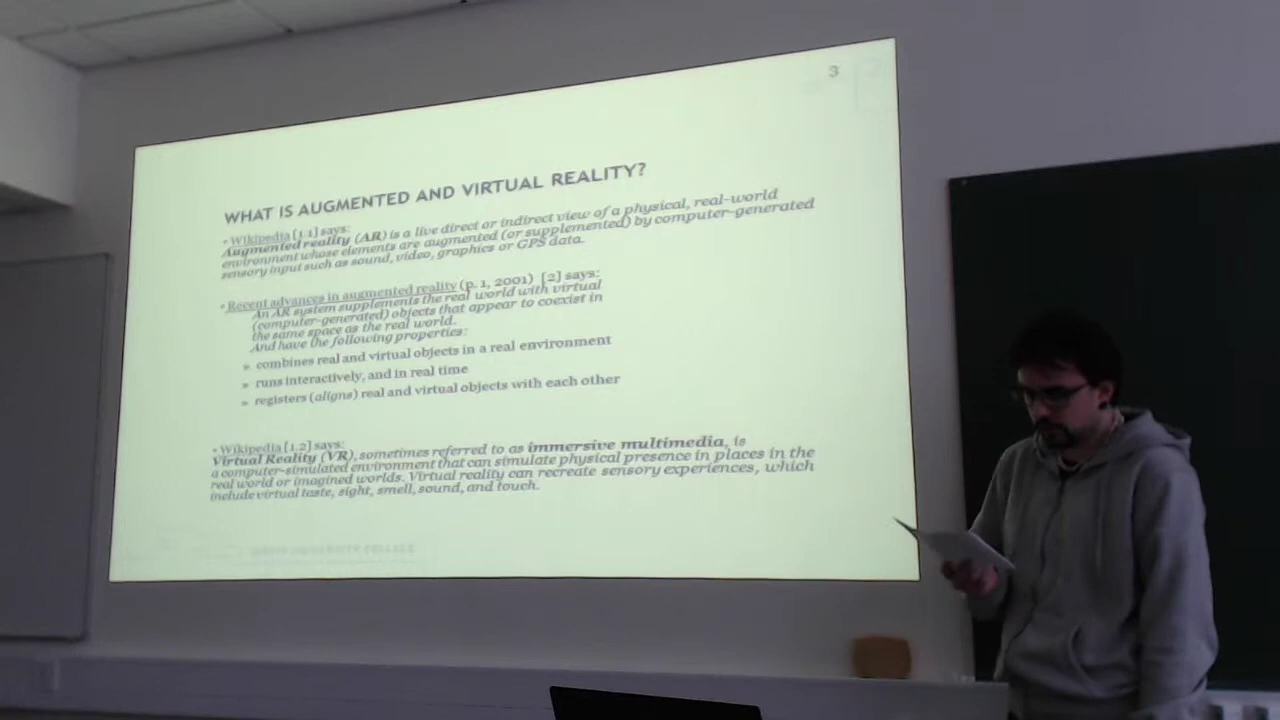 3
WHAT IS AUGMENTED AND VIRTUAL REALITY?
• Wikipedia [1.1] says:
Augmented reality (AR) is a live direct or indirect view of a physical, real-world
environment whose elements are augmented (or supplemented) by computer-generated
sensory input such as sound, video, graphics or GPS data.
• Recent advances in augmented reality (p. 1, 2001) [2] says:
An AR system supplements the real world with virtual
(computer-generated) objects that appear to coexist in
the same space as the real world.
And have the following properties:
» combines real and virtual objects in a real environment
» runs interactively, and in real time
» registers (aligns) real and virtual objects with each other
• Wikipedia [1.2] says:
Virtual Reality (VR), sometimes referred to as immersive multimedia, is
a computer-simulated environment that can simulate physical presence in places in the
real world or imagined worlds. Virtual reality can recreate sensory experiences, which
include virtual taste, sight, smell, sound, and touch.
UNIVERSITY COLLEGE